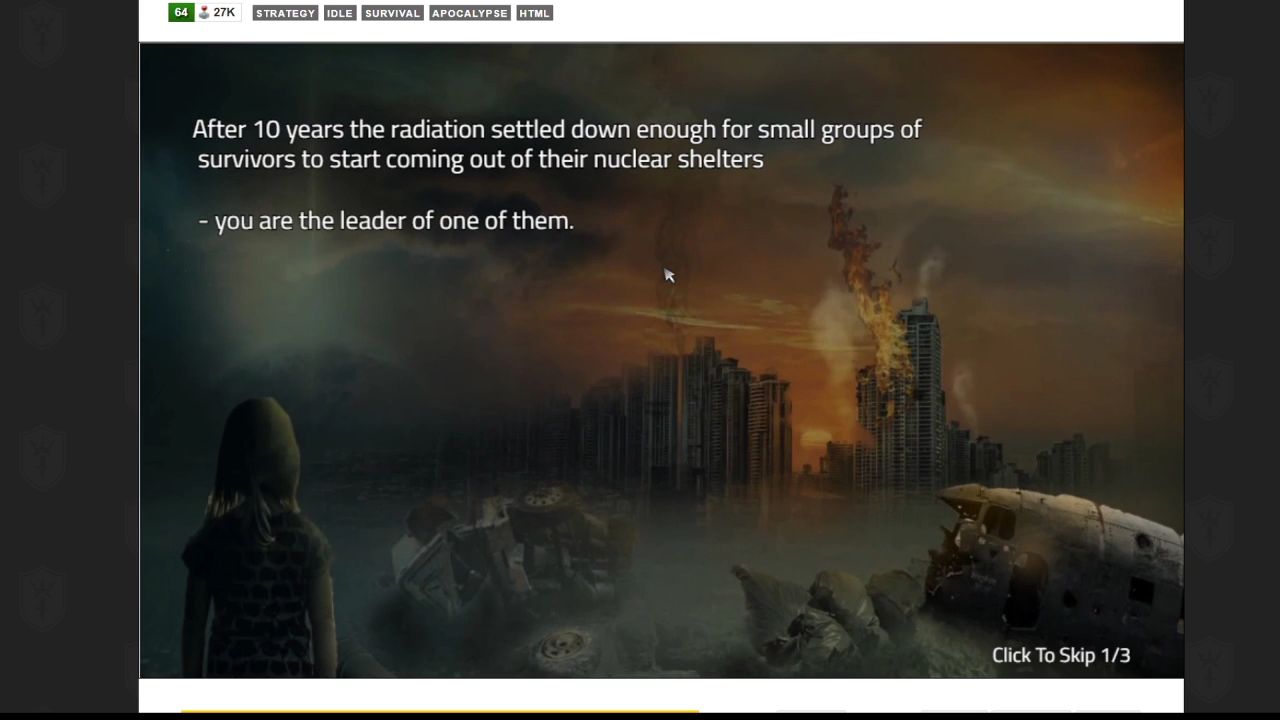 64 27K STRATEGY IDLE SURVIVAL APOCALYPSE HTML
After 10 years the radiation settled down enough for small groups of
survivors to start coming out of their nuclear shelters
- you are the leader of one of them.
Click To Skip 1/3